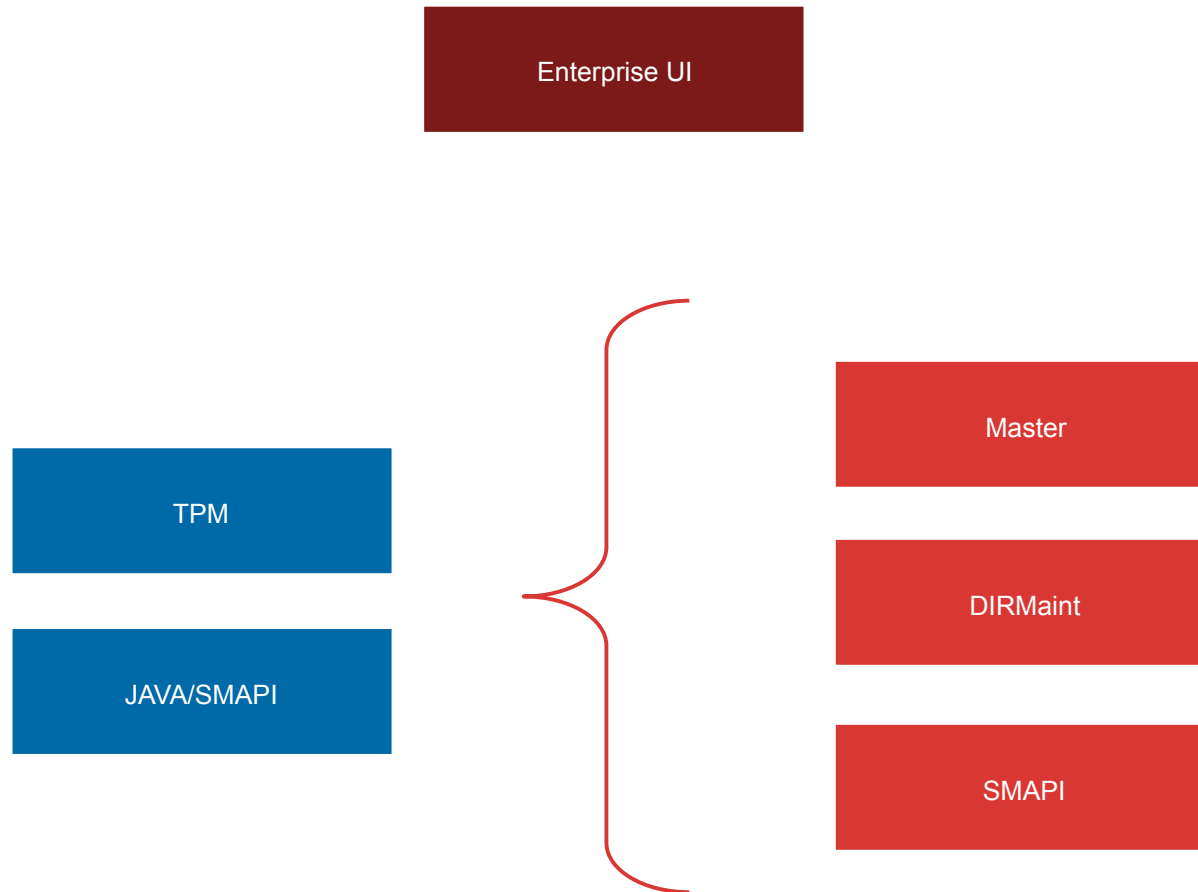 Enterprise UI
Master
TPM
DIRMaint
JAVA/SMAPI
SMAPI